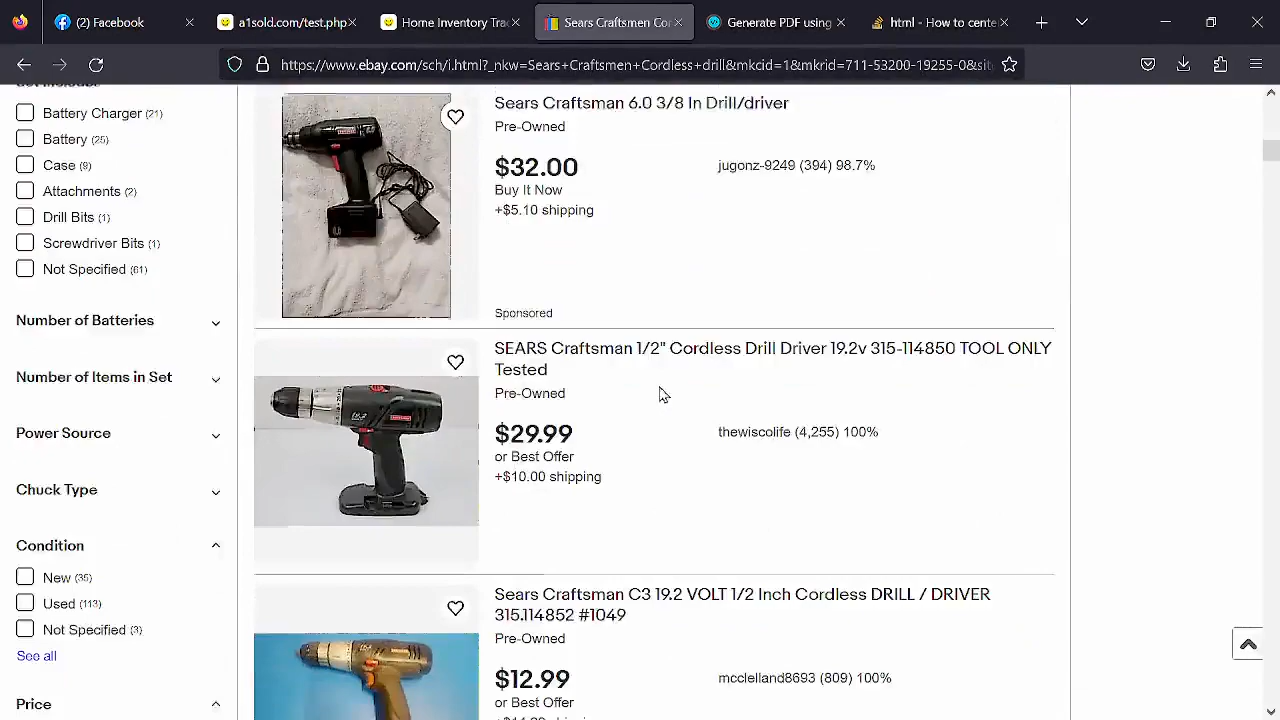 (2) Facebook
a1sold.com/test.php
Home Inventory Trac
Sears Craftsmen Cor
Generate PDF using
html - How to cente
https://www.ebay.com/sch/i.html?_nkw=Sears+Craftsmen+Cordless+drill&mkcid=1&mkrid=711-53200-19255-0&sit
Battery Charger (21)
Battery (25)
Case (9)
Attachments (2)
Drill Bits (1)
Screwdriver Bits (1)
Not Specified (61)
Number of Batteries
Number of Items in Set
Power Source
Chuck Type
Condition
New (35)
Used (113)
Not Specified (3)
See all
Price
Sears Craftsman 6.0 3/8 In Drill/driver
Pre-Owned
$32.00
jugonz-9249 (394) 98.7%
Buy It Now
+$5.10 shipping
Sponsored
SEARS Craftsman 1/2" Cordless Drill Driver 19.2v 315-114850 TOOL ONLY
Tested
Pre-Owned
$29.99
thewiscolife (4,255) 100%
or Best Offer
+$10.00 shipping
Sears Craftsman C3 19.2 VOLT 1/2 Inch Cordless DRILL / DRIVER
315.114852 #1049
Pre-Owned
$12.99
mcclelland8693 (809) 100%
or Best Offer